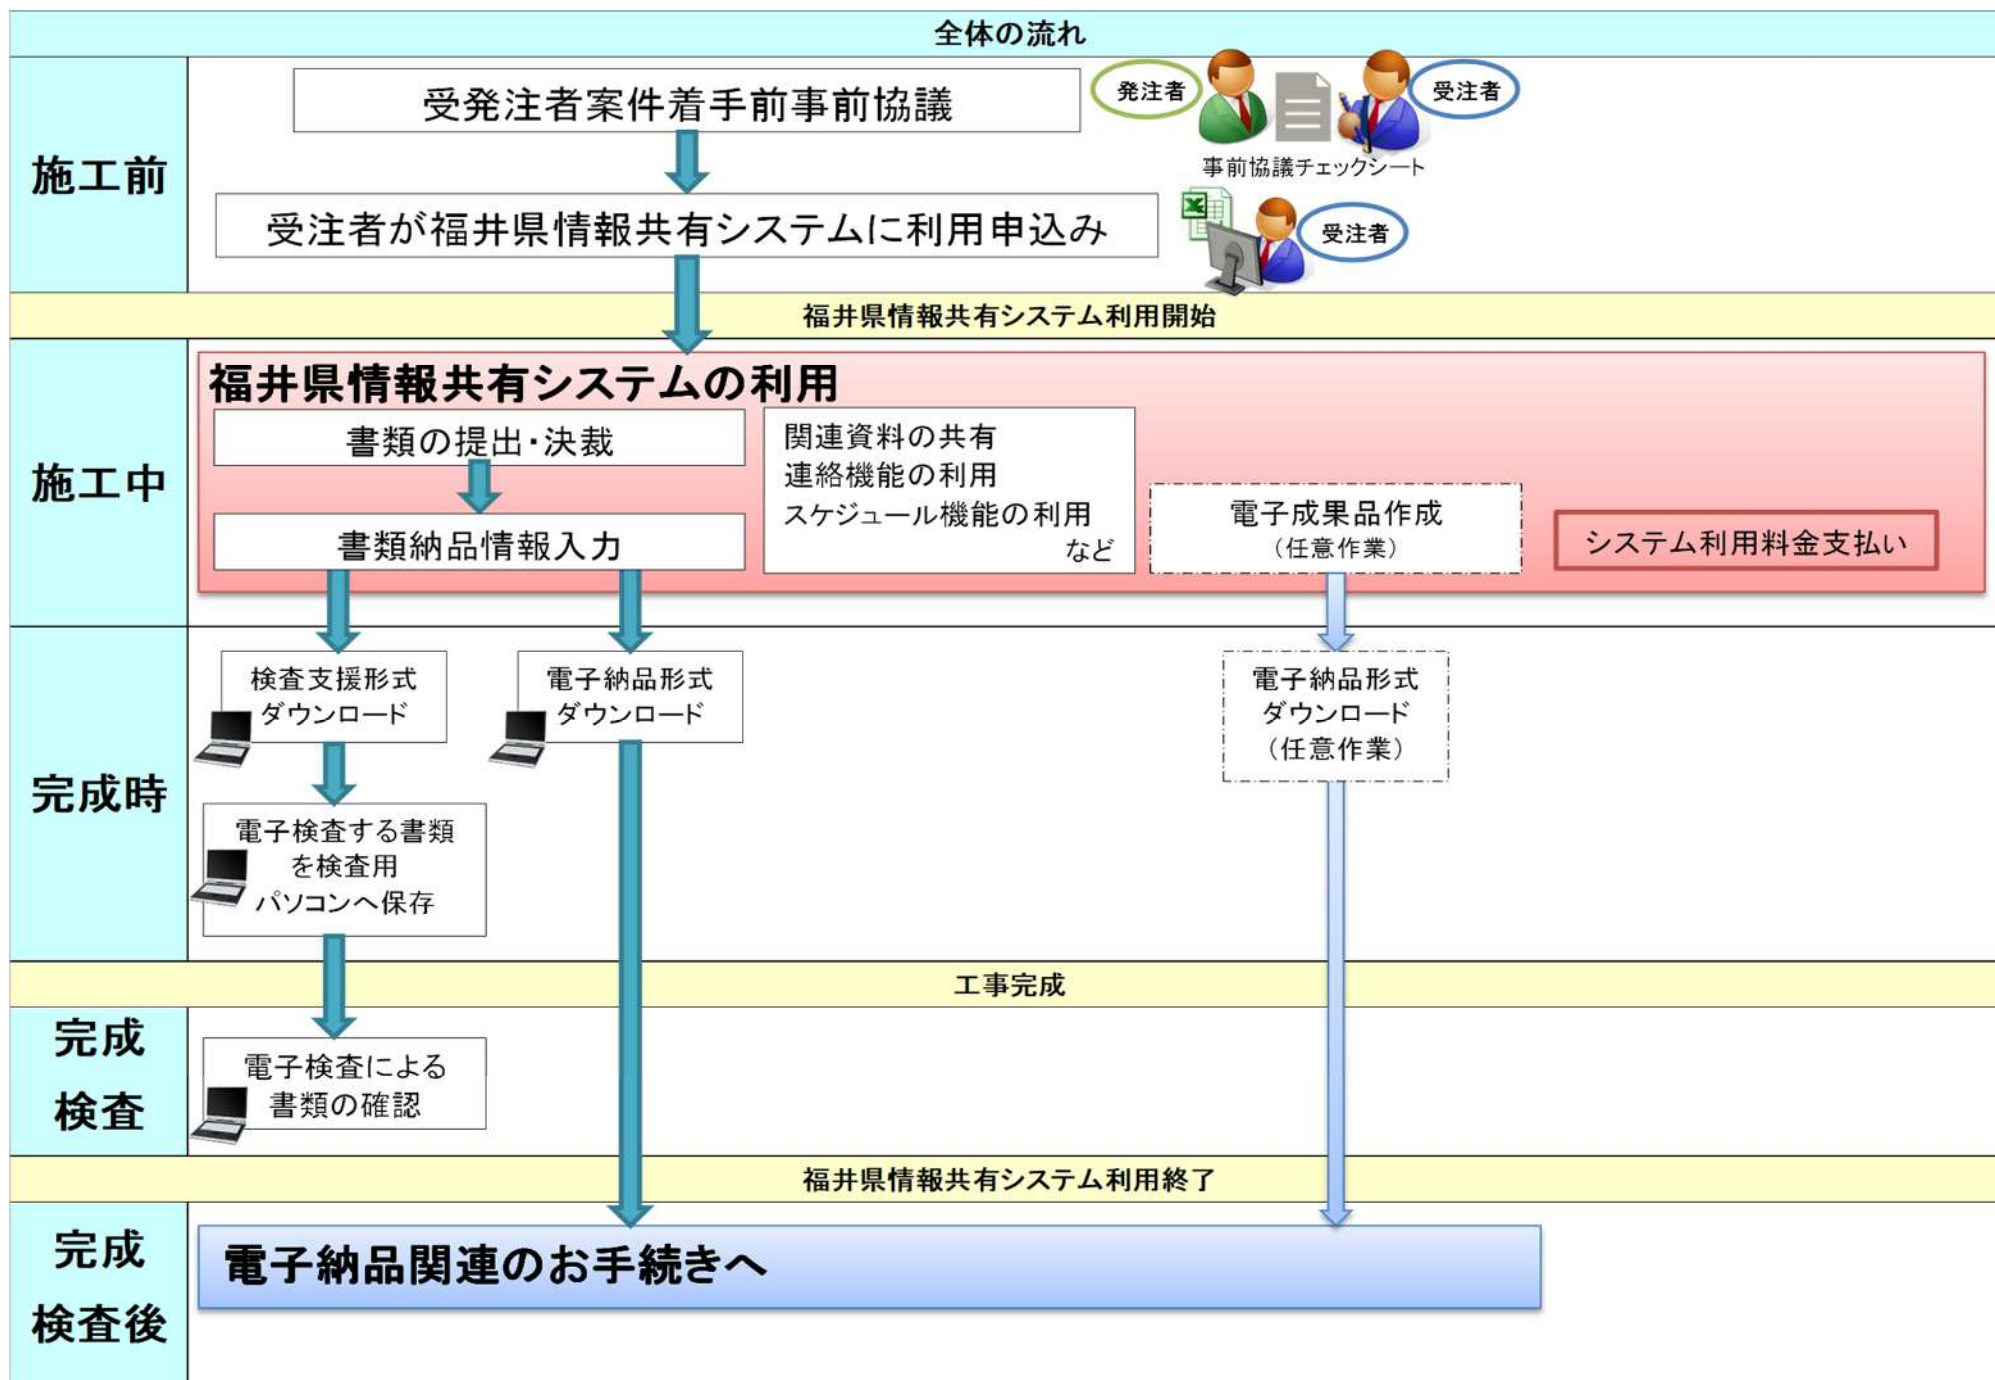 全体の流れ
施工前
受発注者案件着手前事前協議
発注者
受注者
事前協議チェックシート
受注者が福井県情報共有システムに利用申込み
受注者
福井県情報共有システム利用開始
施工中
福井県情報共有システムの利用
書類の提出・決裁
書類納品情報入力
関連資料の共有
連絡機能の利用
スケジュール機能の利用
など
電子成果品作成
（任意作業）
システム利用料金支払い
完成時
検査支援形式
ダウンロード
電子納品形式
ダウンロード
電子納品形式
ダウンロード
（任意作業）
電子検査する書類
を検査用
パソコンへ保存
工事完成
完成
検査
電子検査による
書類の確認
福井県情報共有システム利用終了
完成
検査後
電子納品関連のお手続きへ